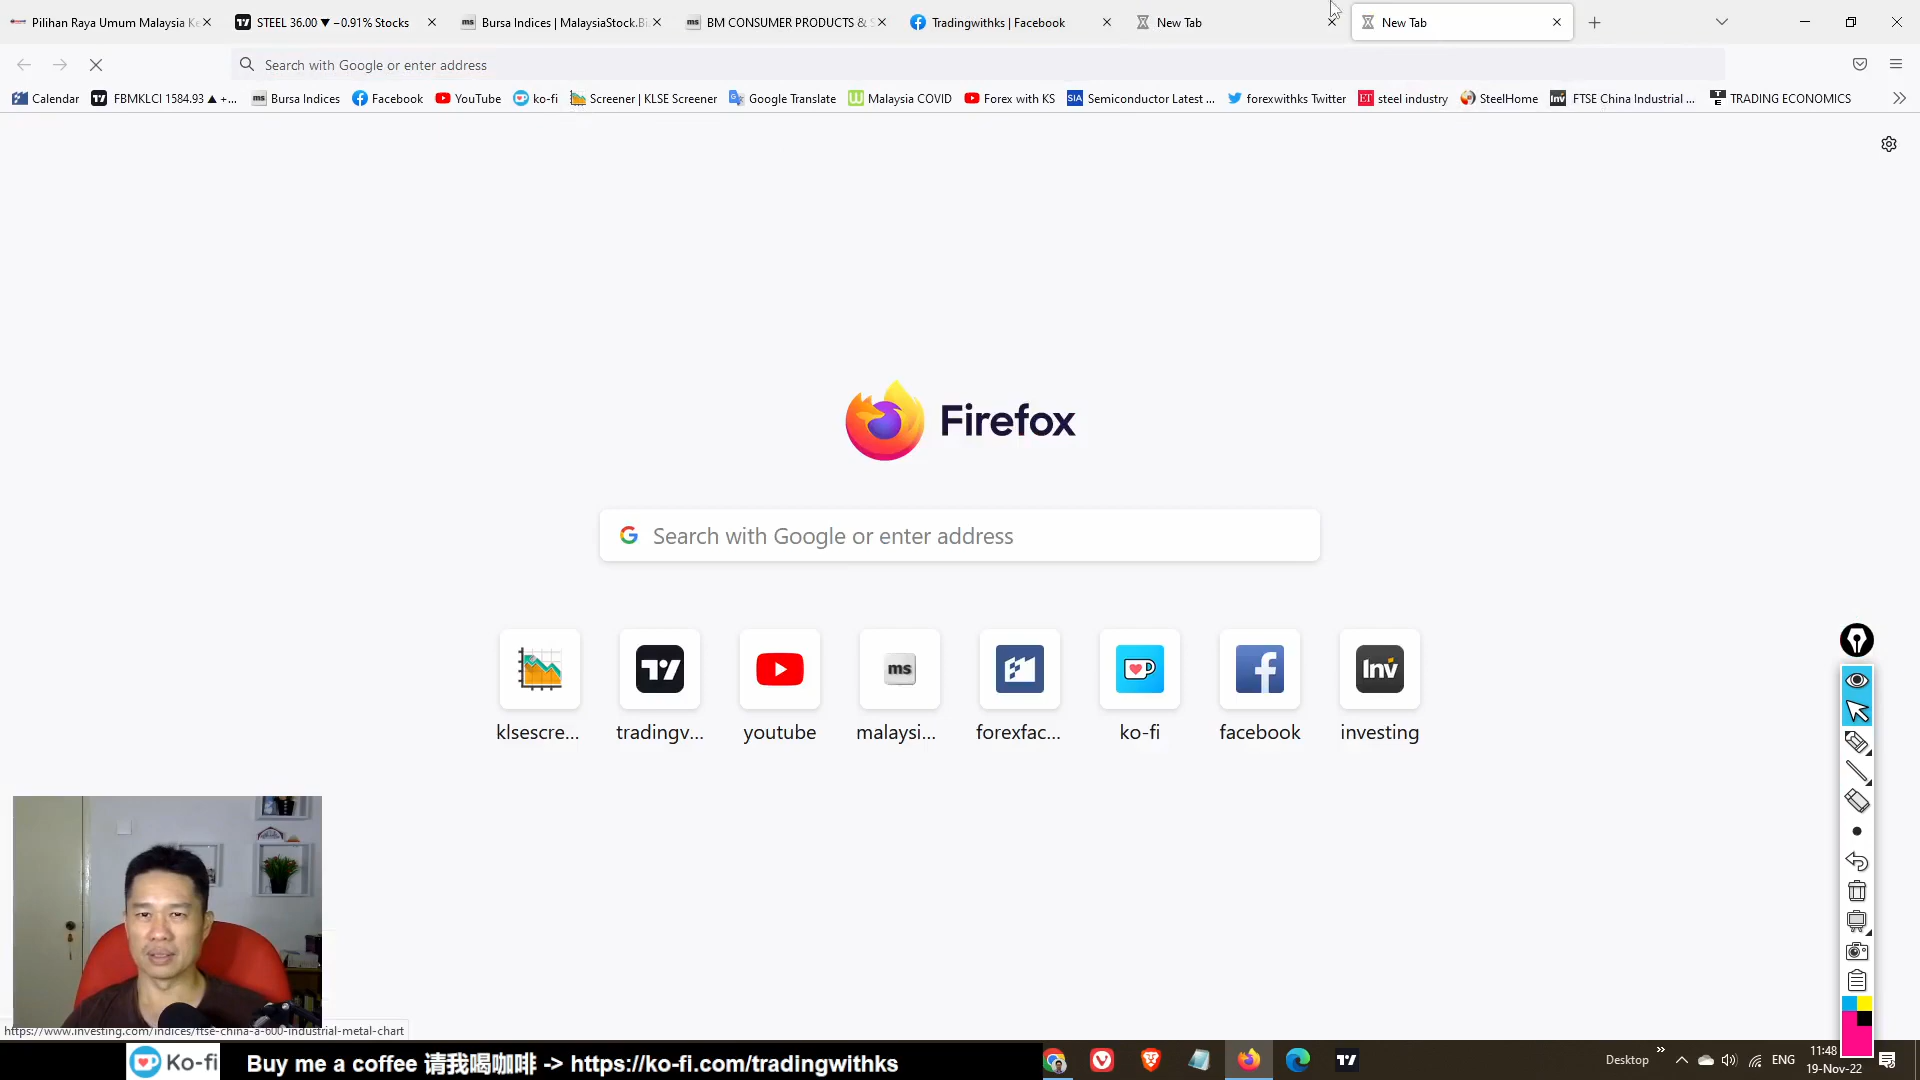 Pilihan Raya Umum Malaysia Ke
STEEL 36.00 ▼ −0.91% Stocks
Bursa Indices | MalaysiaStock.Bi
BM CONSUMER PRODUCTS & S
Tradingwithks | Facebook
New Tab
New Tab
Search with Google or enter address
Calendar
FBMKLCI 1584.93 ▲ +...
Bursa Indices
Facebook
YouTube
ko-fi
Screener | KLSE Screener
Google Translate
Malaysia COVID
Forex with KS
Semiconductor Latest ...
forexwithks Twitter
steel industry
SteelHome
FTSE China Industrial ...
TRADING ECONOMICS
Firefox
Search with Google or enter address
klsescre...
tradingv...
youtube
malaysi...
forexfac...
ko-fi
facebook
investing
https://www.investing.com/indices/ftse-china-a-600-industrial-metal-chart
Ko-fi
Buy me a coffee 请我喝咖啡 -> https://ko-fi.com/tradingwithks
Desktop
ENG
11:48
19-Nov-22